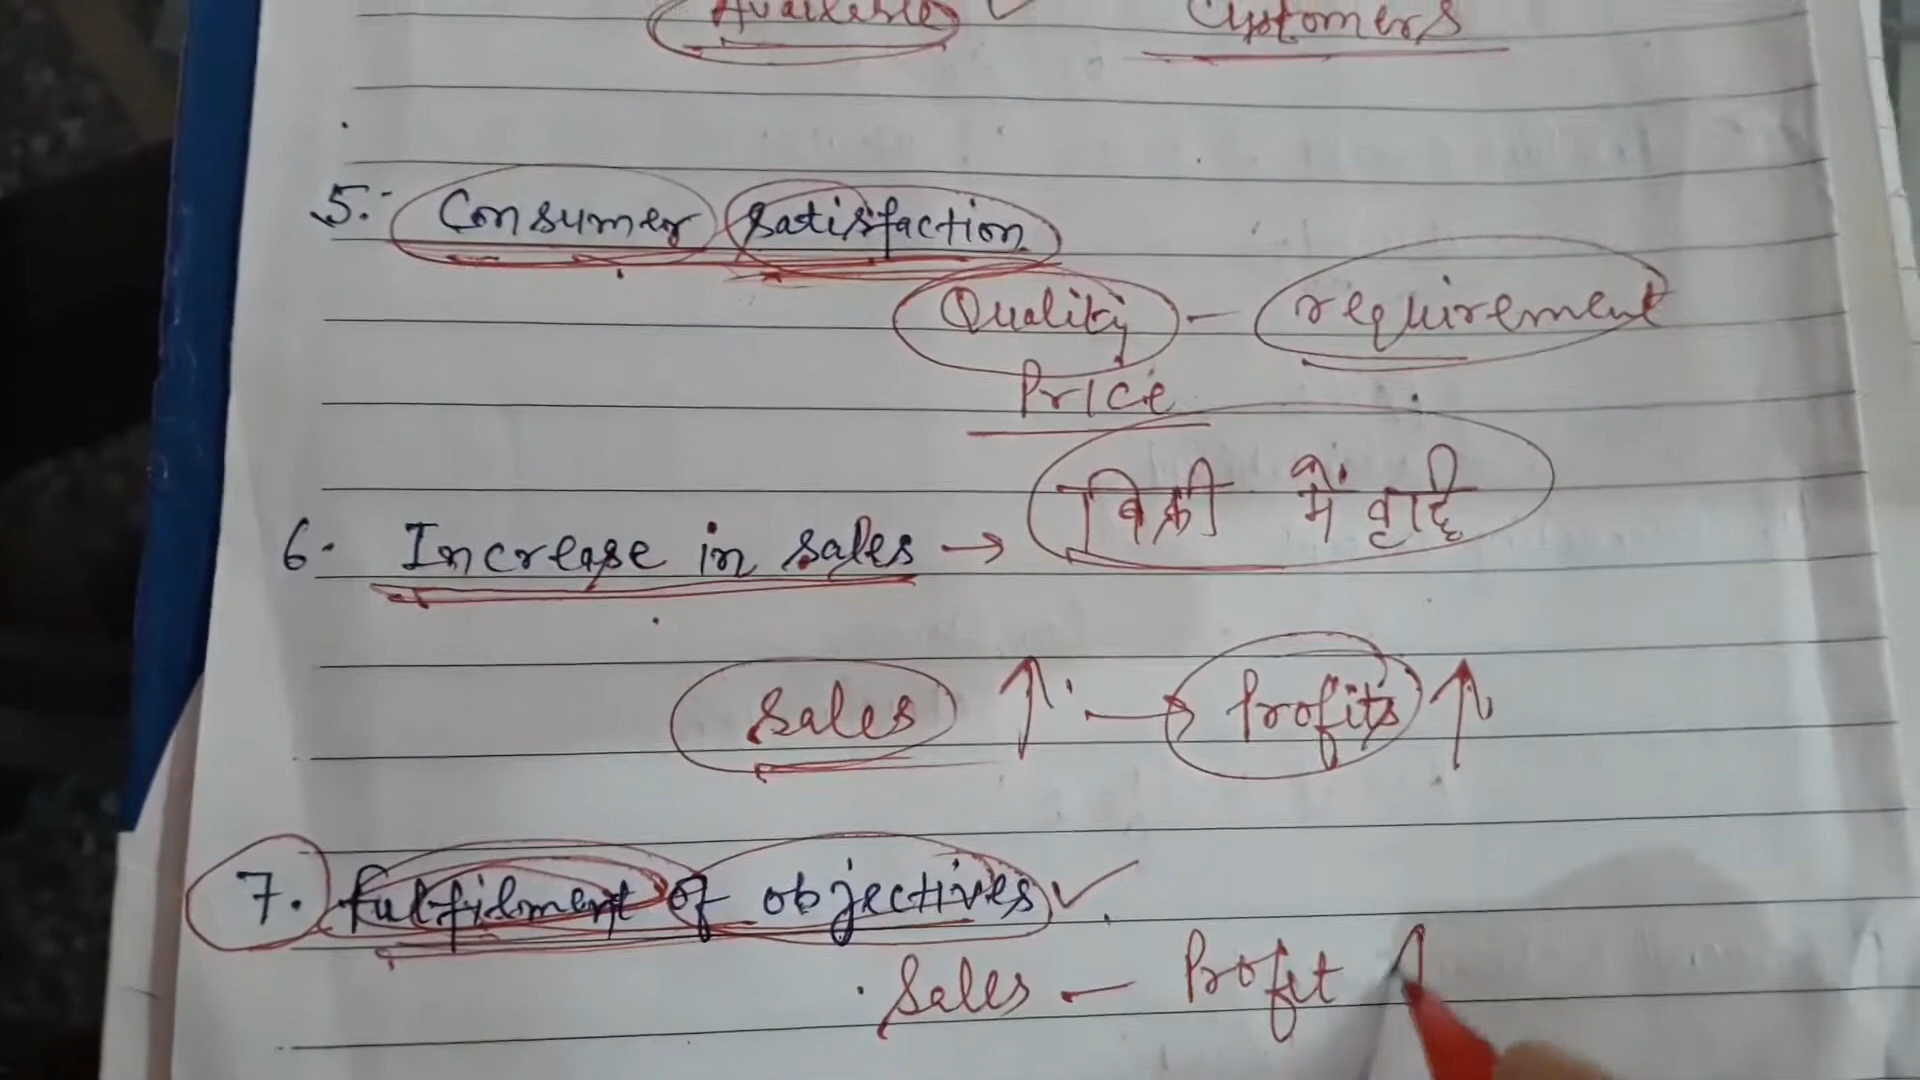 Available ✓ Customers
5:- Consumer satisfaction
Quality - requirement
Price
6. Increase in sales → बिक्री में वृद्धि
Sales ↑ → Profits ↑
7. fulfilment of objectives ✓
Sales - Profit ↑